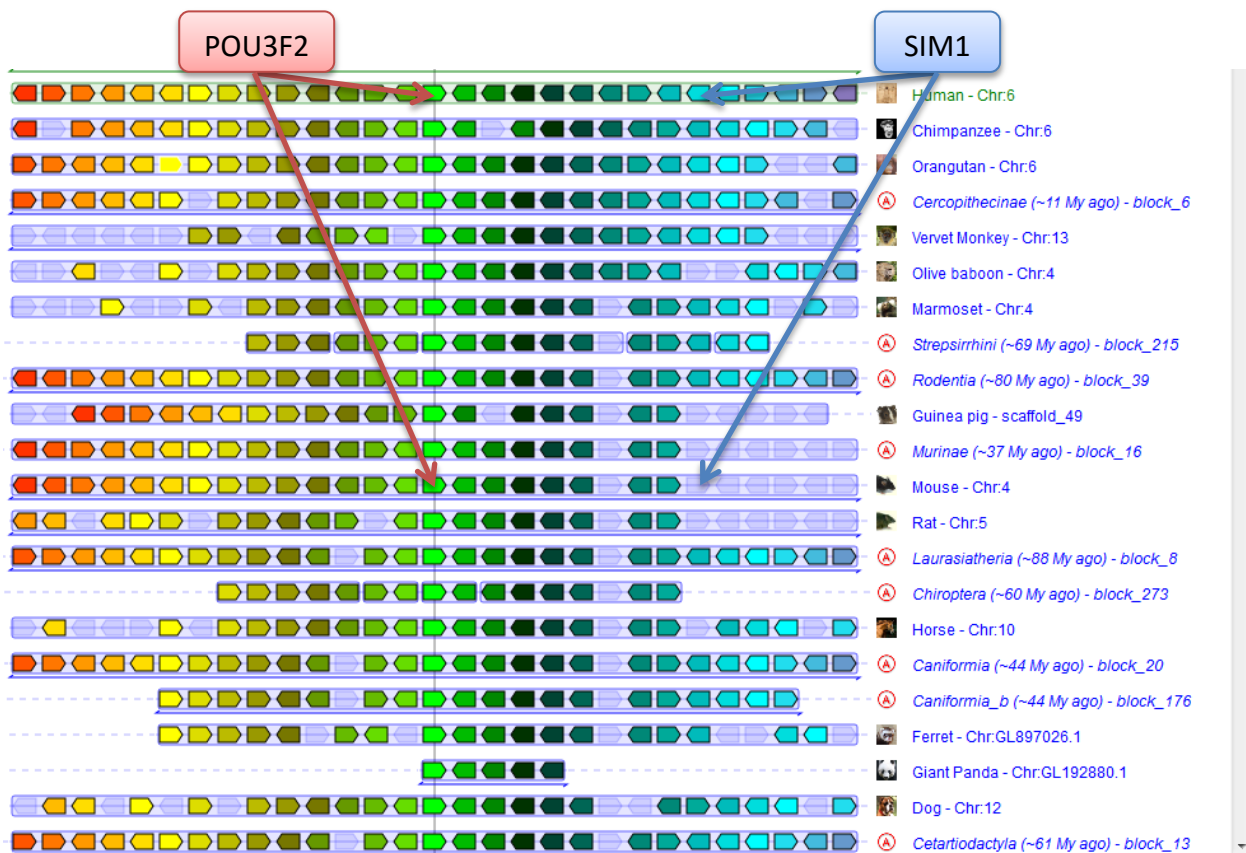 POU3F2
SIM1
Human - Chr:6
Chimpanzee - Chr:6
Orangutan - Chr:6
A Cercopithecinae (~11 My ago) - block_6
Vervet Monkey - Chr:13
Olive baboon - Chr:4
Marmoset - Chr:4
A Strepsirrhini (~69 My ago) - block_215
A Rodentia (~80 My ago) - block_39
Guinea pig - scaffold_49
A Murinae (~37 My ago) - block_16
Mouse - Chr:4
Rat - Chr:5
A Laurasiatheria (~88 My ago) - block_8
A Chiroptera (~60 My ago) - block_273
Horse - Chr:10
A Caniformia (~44 My ago) - block_20
A Caniformia_b (~44 My ago) - block_176
Ferret - Chr:GL897026.1
Giant Panda - Chr:GL192880.1
Dog - Chr:12
A Cetartiodactyla (~61 My ago) - block_13